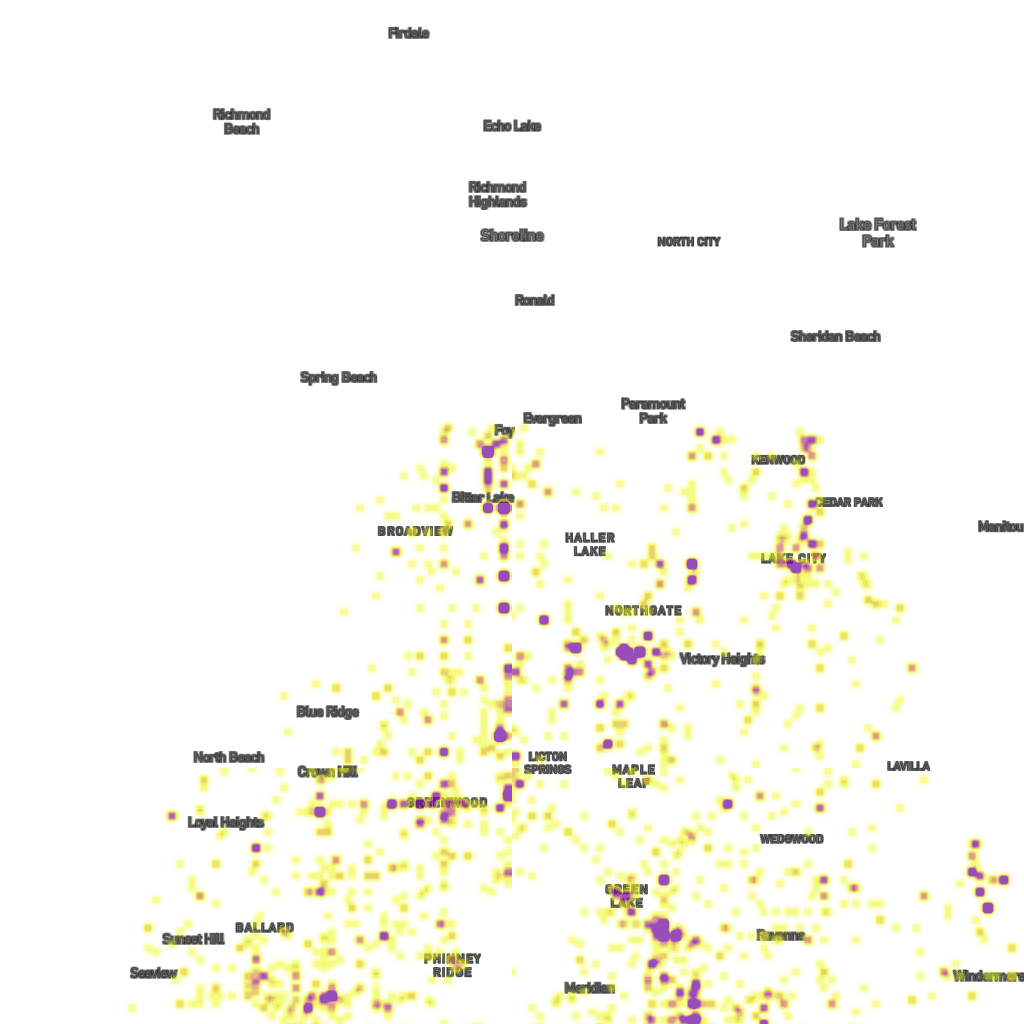 Firdale
Richmond
Beach
Echo Lake
Richmond
Highlands
Shoreline
NORTH CITY
Lake Forest
Park
Ronald
Sheridan Beach
Spring Beach
Paramount
Park
Evergreen
Foy
KENWOOD
Bitter Lake
CEDAR PARK
Manitou
BROADVIEW
HALLER
LAKE
LAKE CITY
NORTHGATE
Victory Heights
Blue Ridge
North Beach
Crown Hill
LICTON
SPRINGS
MAPLE
LEAF
LAVILLA
GREENWOOD
Loyal Heights
WEDGWOOD
GREEN
LAKE
BALLARD
Sunset Hill
Ravenna
PHINNEY
RIDGE
Seaview
Meridian
Windermere